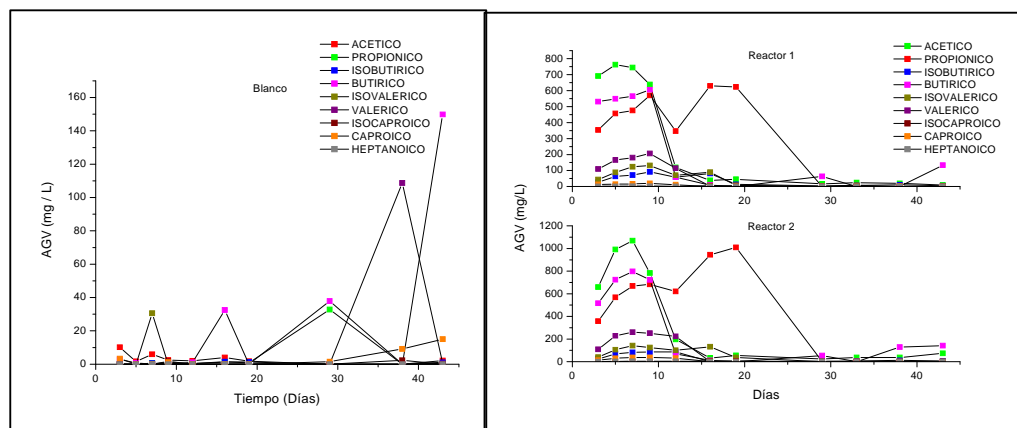 Blanco
ACETICO
PROPIONICO
ISOBUTIRICO
BUTIRICO
ISOVALERICO
VALERICO
ISOCAPROICO
CAPROICO
HEPTANOICO
AGV (mg / L)
160
140
120
100
80
60
40
20
0
0 10 20 30 40
Tiempo (Días)
Reactor 1
ACETICO
PROPIONICO
ISOBUTIRICO
BUTIRICO
ISOVALERICO
VALERICO
ISOCAPROICO
CAPROICO
HEPTANOICO
AGV (mg/L)
800
700
600
500
400
300
200
100
0
0 10 20 30 40
Reactor 2
1200
1000
800
600
400
200
0
0 10 20 30 40
Días